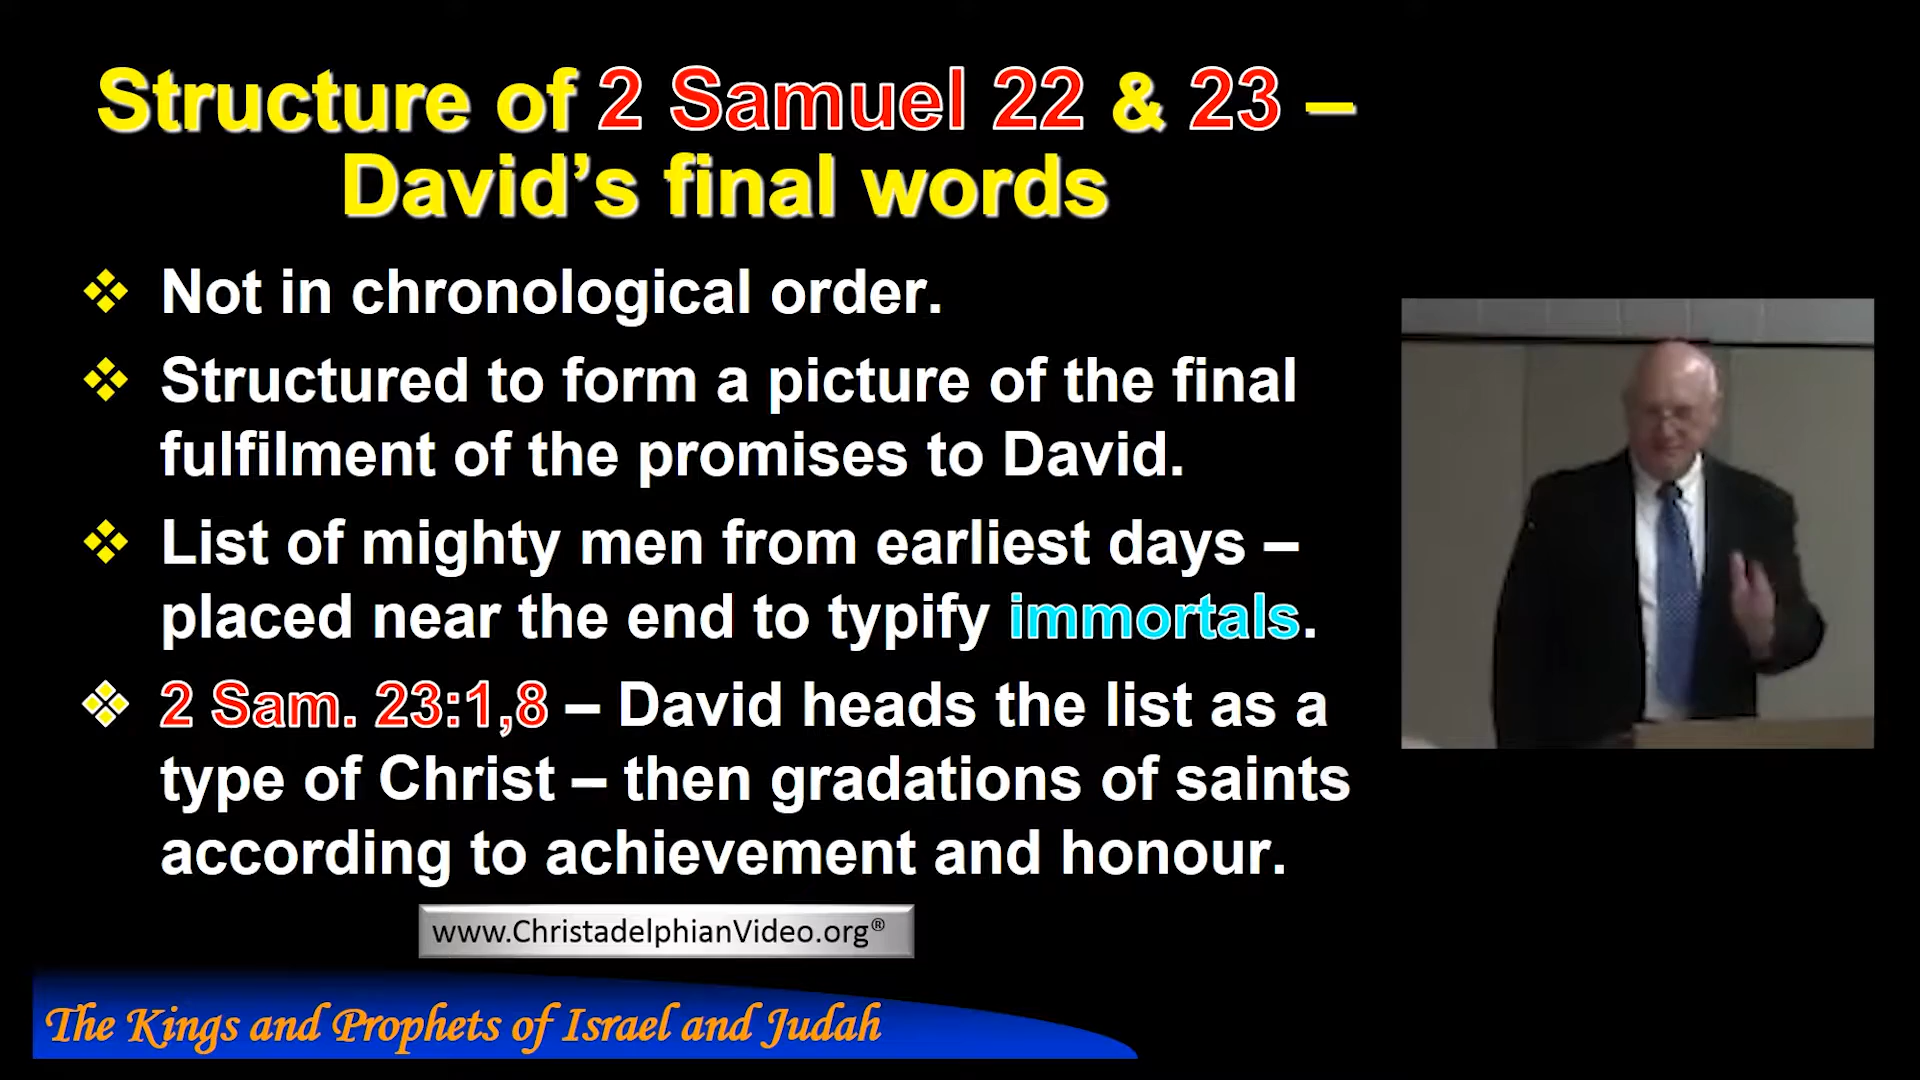 Structure of 2 Samuel 22 & 23 –
David’s final words
❖ Not in chronological order.
❖ Structured to form a picture of the final
fulfilment of the promises to David.
❖ List of mighty men from earliest days –
placed near the end to typify immortals.
❖ 2 Sam. 23:1,8 – David heads the list as a
type of Christ – then gradations of saints
according to achievement and honour.
www.ChristadelphianVideo.org®
The Kings and Prophets of Israel and Judah